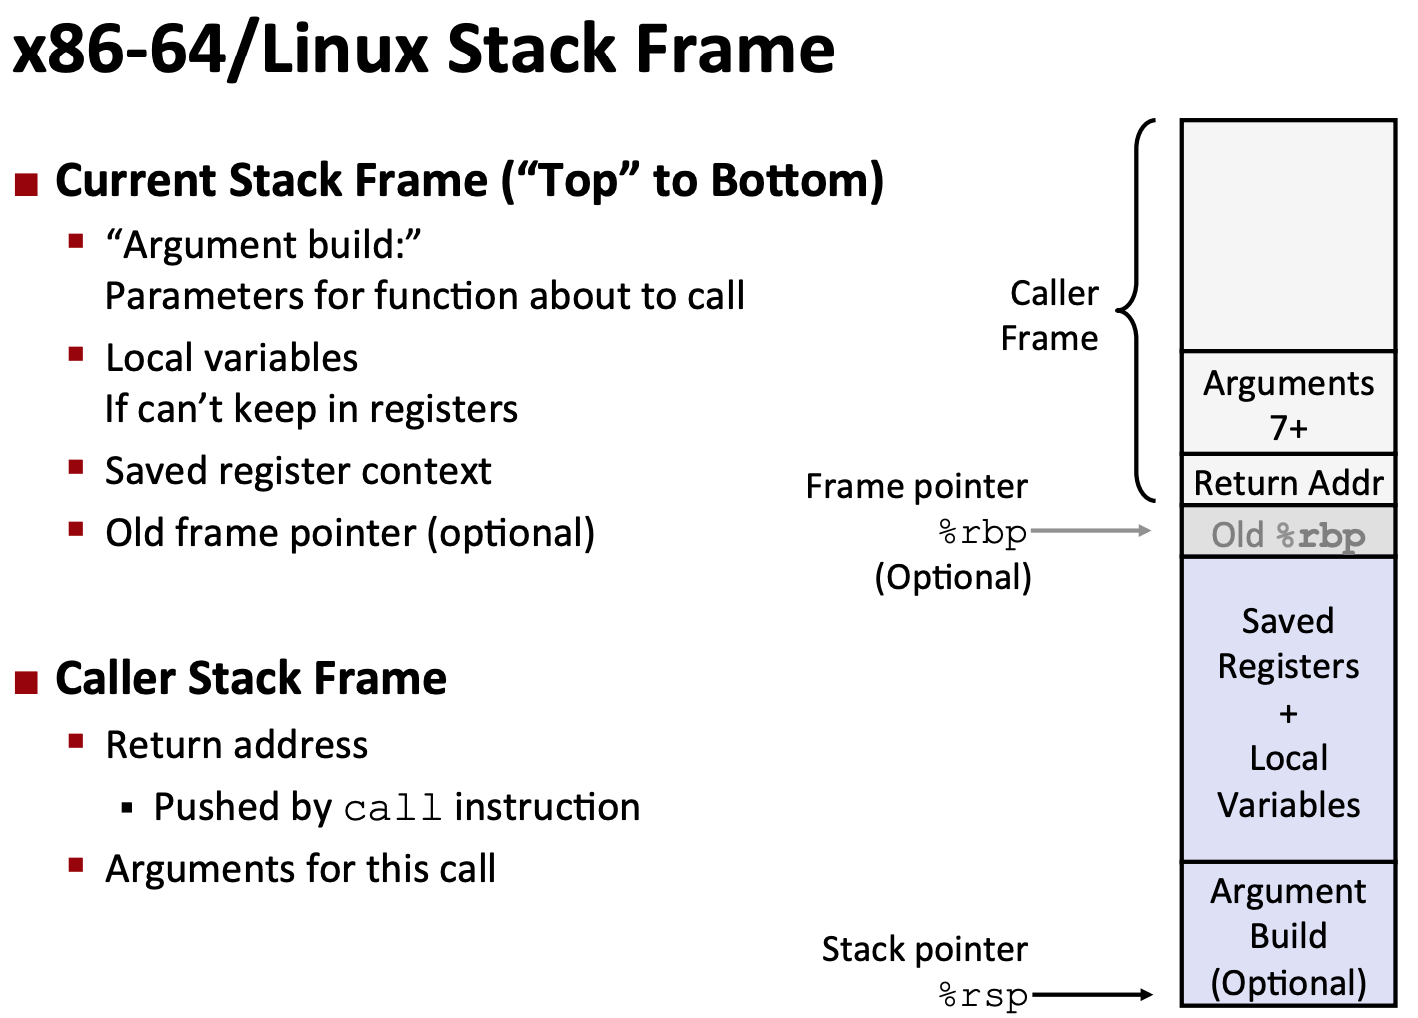 x86-64/Linux Stack Frame
Current Stack Frame (“Top” to Bottom)
“Argument build:”
Parameters for function about to call
Local variables
If can’t keep in registers
Saved register context
Old frame pointer (optional)
Caller Stack Frame
Return address
Pushed by call instruction
Arguments for this call
Caller
Frame
Arguments
7+
Return Addr
Frame pointer
%rbp
(Optional)
Old %rbp
Saved
Registers
+
Local
Variables
Argument
Build
(Optional)
Stack pointer
%rsp